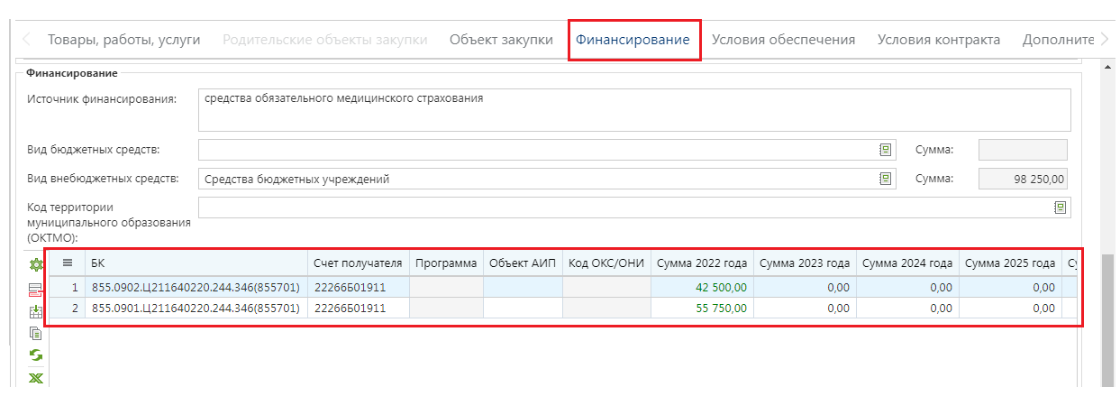 Товары, работы, услуги Родительские объекты закупки Объект закупки Финансирование Условия обеспечения Условия контракта Дополните
Финансирование
Источник финансирования: средства обязательного медицинского страхования
Вид бюджетных средств: Сумма:
Вид внебюджетных средств: Средства бюджетных учреждений Сумма: 98 250,00
Код территории
муниципального образования
(ОКТМО):
БК Счет получателя Программа Объект АИП Код ОКС/ОНИ Сумма 2022 года Сумма 2023 года Сумма 2024 года Сумма 2025 года
1 855.0902.Ц211640220.244.346(855701) 22266Б01911 42 500,00 0,00 0,00 0,00
2 855.0901.Ц211640220.244.346(855701) 22266Б01911 55 750,00 0,00 0,00 0,00